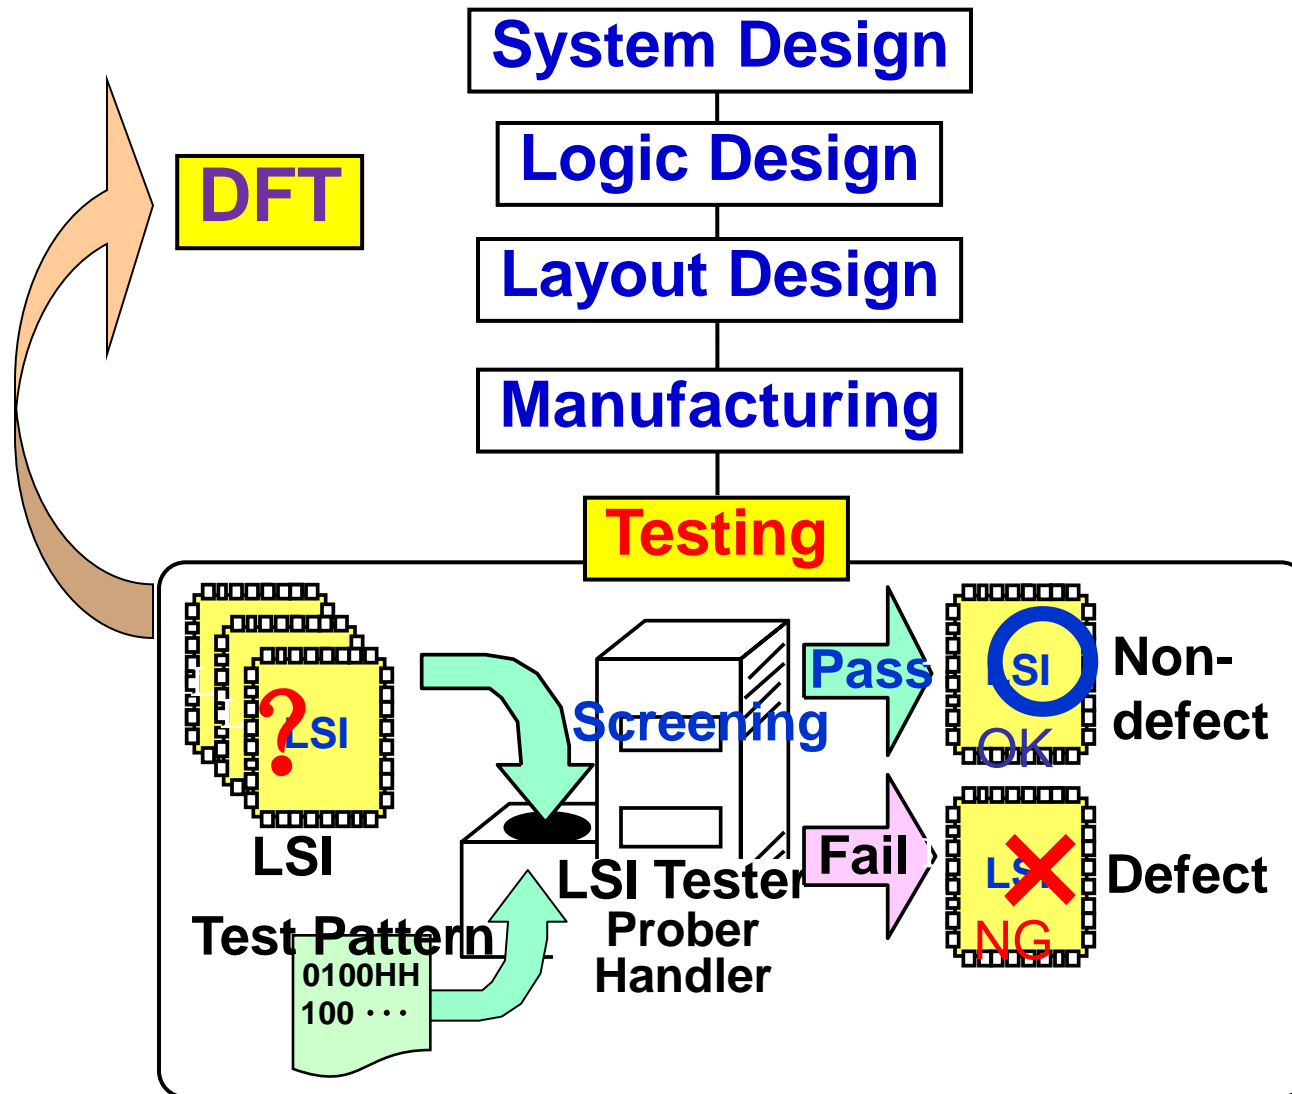 System Design
DFT
Logic Design
Layout Design
Manufacturing
Testing
LSI
LSI
Test Pattern
0100HH
100 ···
?
Screening
LSI Tester
Prober
Handler
Pass
LSI
OK
Non-
defect
Fail
LSI
NG
Defect